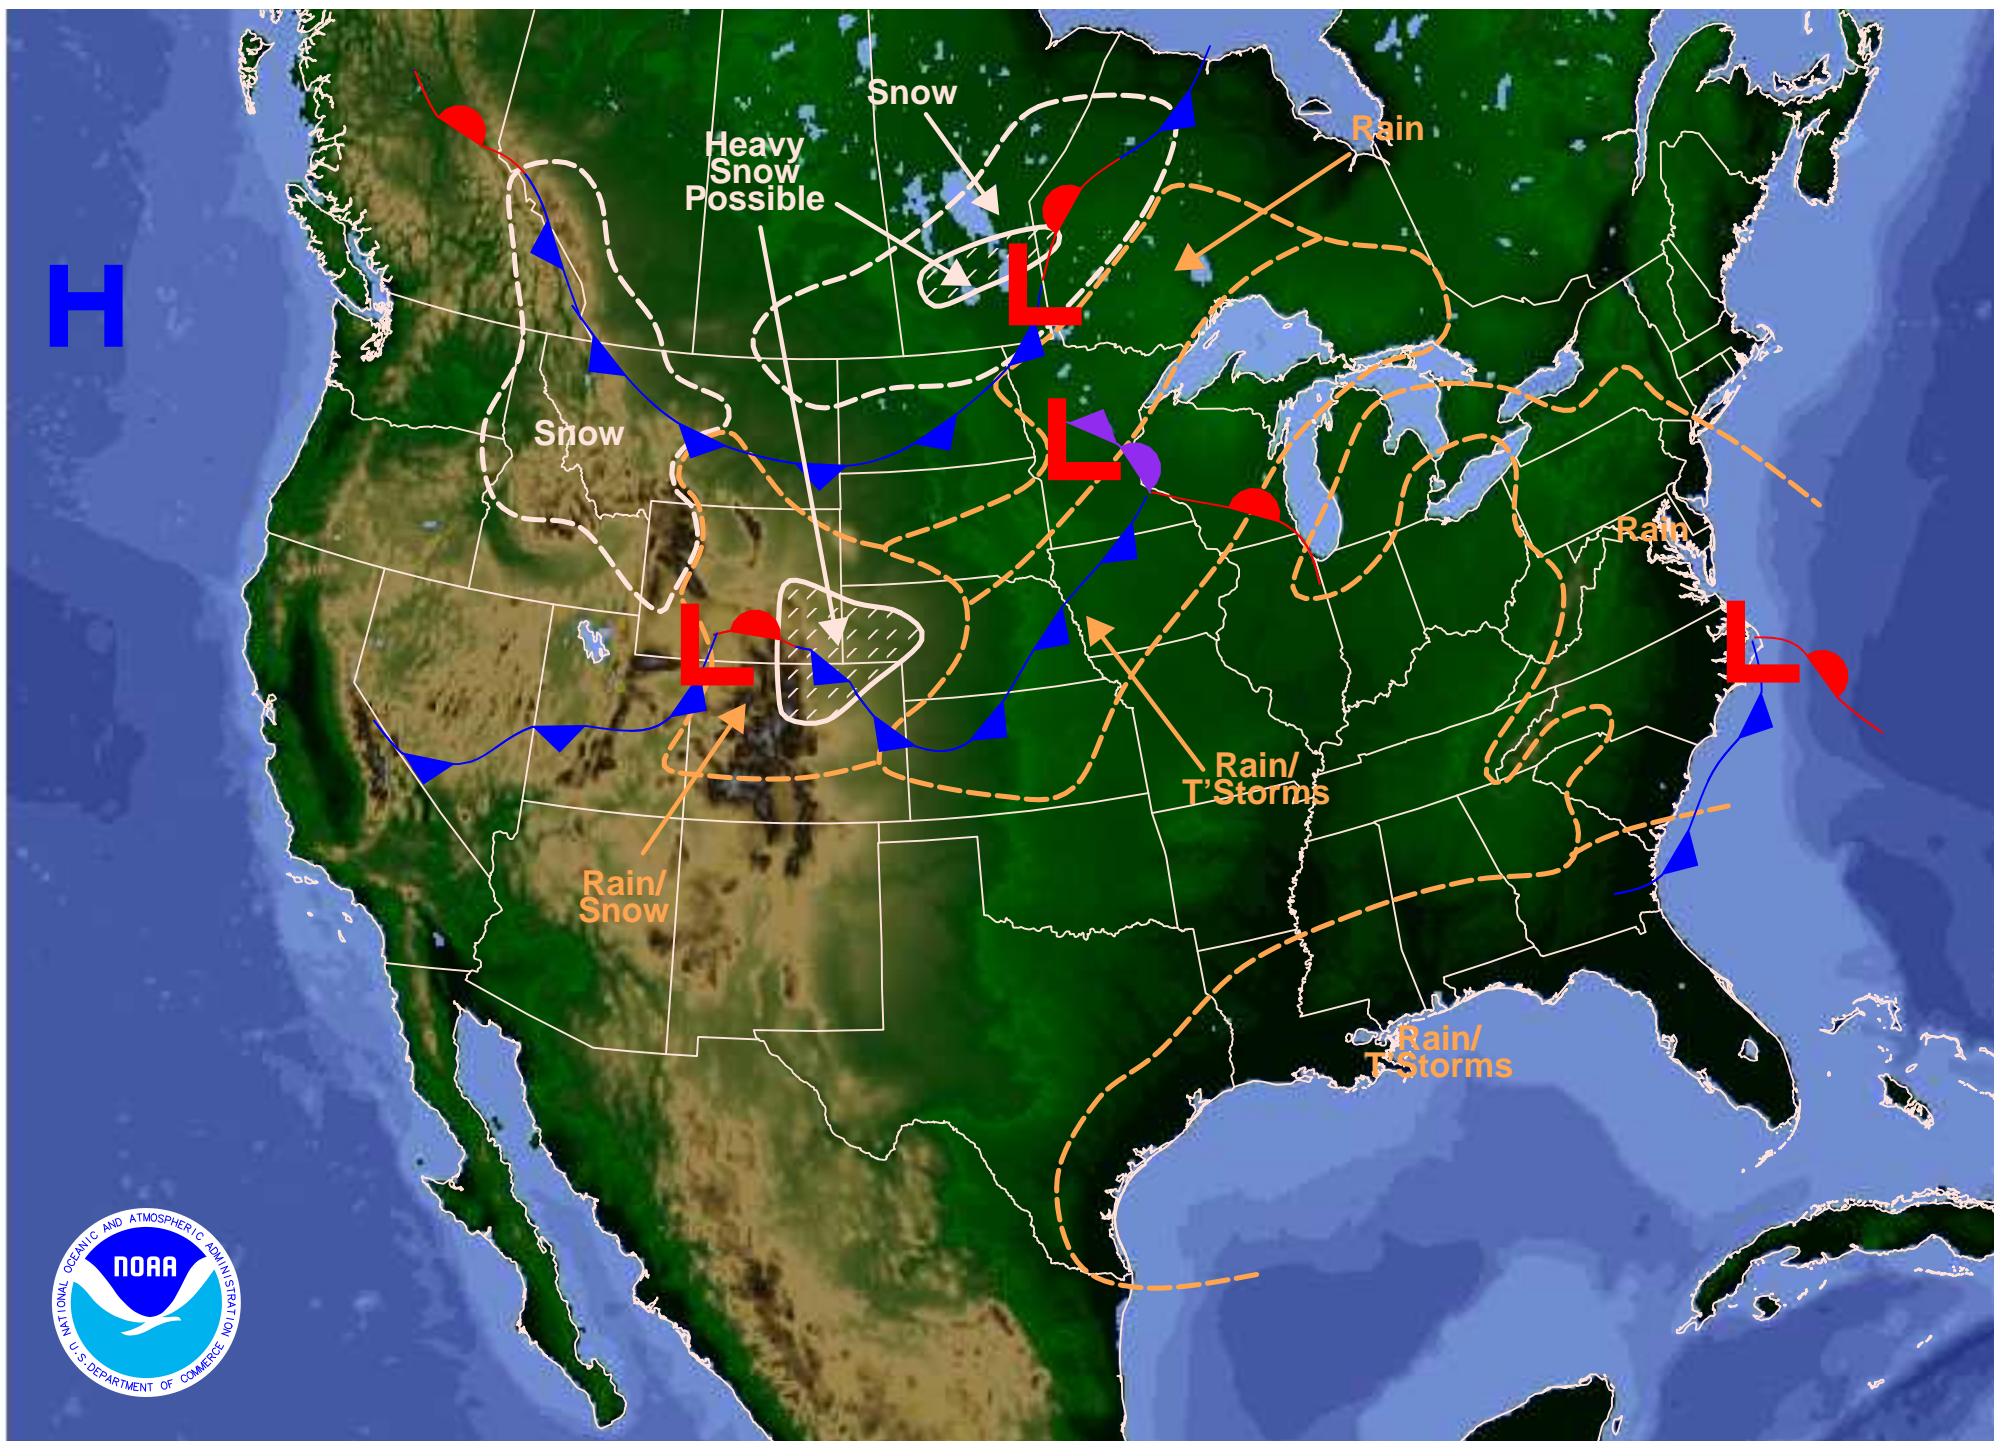 Snow
Rain
Heavy
Snow
Possible
H
L
Snow
L
Rain
L
L
Rain/
T'Storms
Rain/
Snow
Rain/
T'Storms
NATIONAL OCEANIC AND ATMOSPHERIC ADMINISTRATION
NOAA
U.S. DEPARTMENT OF COMMERCE